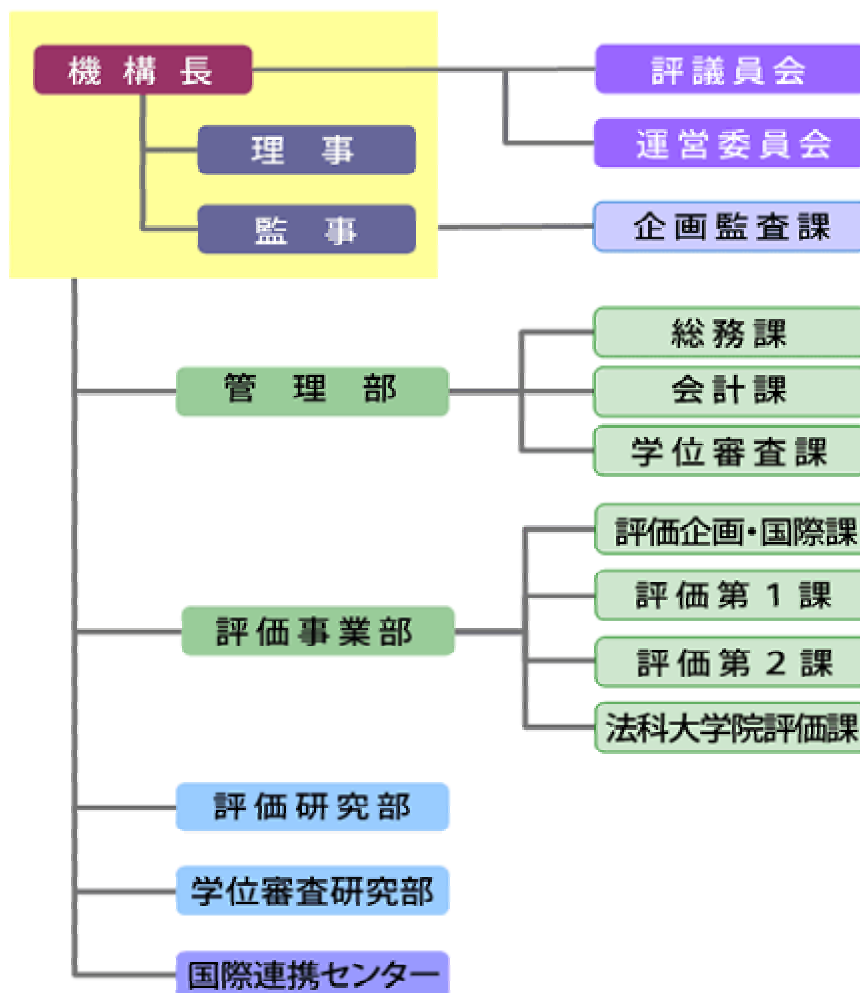 機構長
評議員会
運営委員会
理事
監事
企画監査課
管理部
総務課
会計課
学位審査課
評価事業部
評価企画・国際課
評価第1課
評価第2課
法科大学院評価課
評価研究部
学位審査研究部
国際連携センター